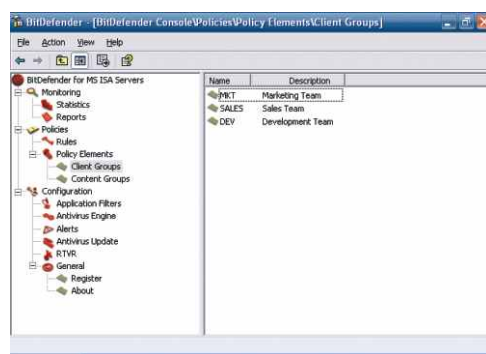 BitDefender - [BitDefender Console\Policies\Policy Elements\Client Groups]
File Action View Help
BitDefender for MS ISA Servers
Monitoring
Statistics
Reports
Policies
Rules
Policy Elements
Client Groups
Content Groups
Configuration
Application Filters
Antivirus Engine
Alerts
Antivirus Update
RTVR
General
Register
About
Name Description
MKT Marketing Team
SALES Sales Team
DEV Development Team